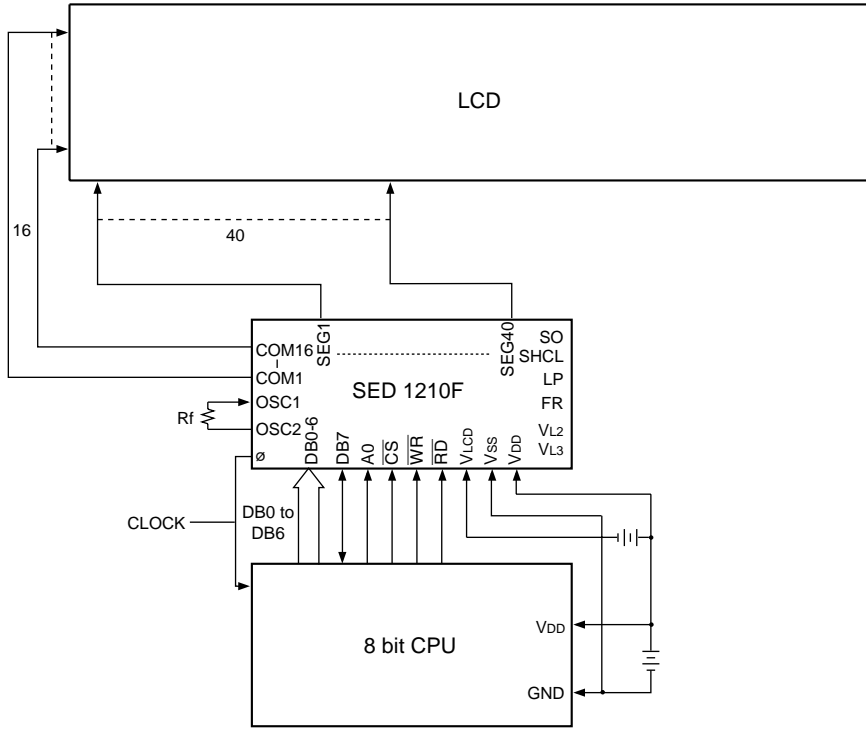 LCD
16
40
SEG1
SEG40
SO
COM16
SHCL
COM1
SED 1210F
LP
OSC1
FR
Rf
OSC2
VL2
VL3
ø
DB0-6
DB7
A0
CS
WR
RD
VLCD
VSS
VDD
CLOCK
DB0 to
DB6
8 bit CPU
VDD
GND